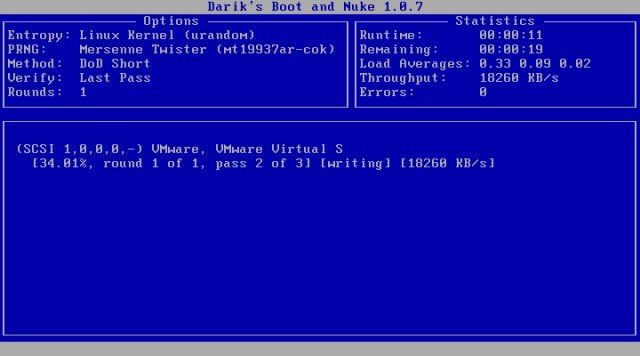 Darik's Boot and Nuke 1.0.7
Options
Entropy: Linux Kernel (urandom)
PRNG: Mersenne Twister (mt19937ar-cok)
Method: DoD Short
Verify: Last Pass
Rounds: 1
Statistics
Runtime: 00:00:11
Remaining: 00:00:19
Load Averages: 0.33 0.09 0.02
Throughput: 18260 KB/s
Errors: 0
(SCSI 1,0,0,0,-) VMware, VMware Virtual S
[34.01%, round 1 of 1, pass 2 of 3] [writing] [18260 KB/s]